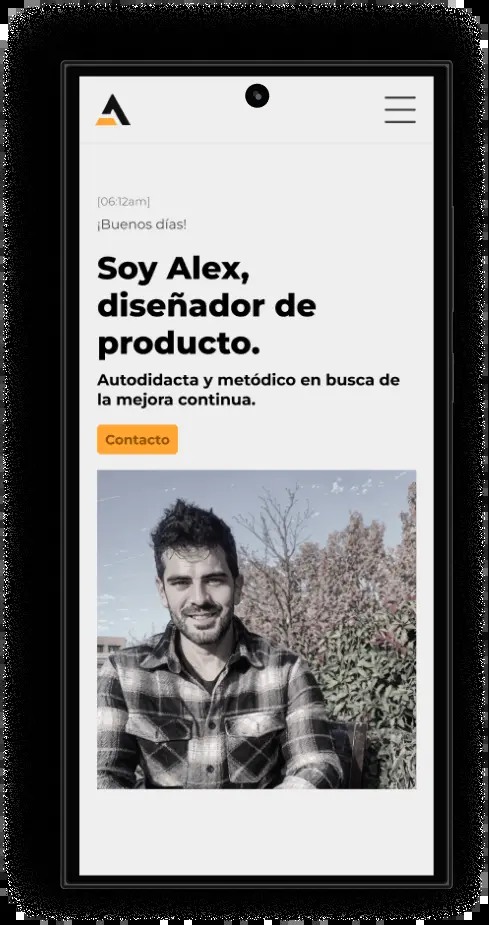 [06:12am]
¡Buenos días!
Soy Alex,
diseñador de
producto.
Autodidacta y metódico en busca de
la mejora continua.
Contacto